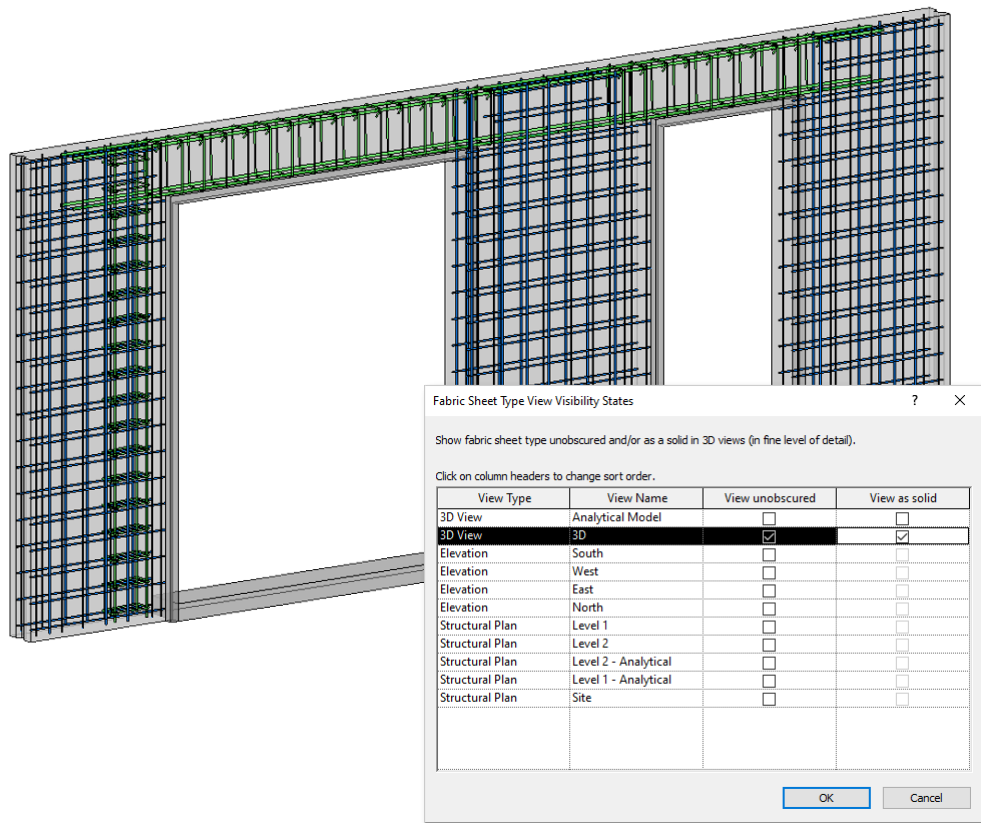 Fabric Sheet Type View Visibility States ? ×
Show fabric sheet type unobscured and/or as a solid in 3D views (in fine level of detail).
Click on column headers to change sort order.
View Type View Name View unobscured View as solid
3D View Analytical Model
3D View 3D
Elevation South
Elevation West
Elevation East
Elevation North
Structural Plan Level 1
Structural Plan Level 2
Structural Plan Level 2 - Analytical
Structural Plan Level 1 - Analytical
Structural Plan Site
OK Cancel